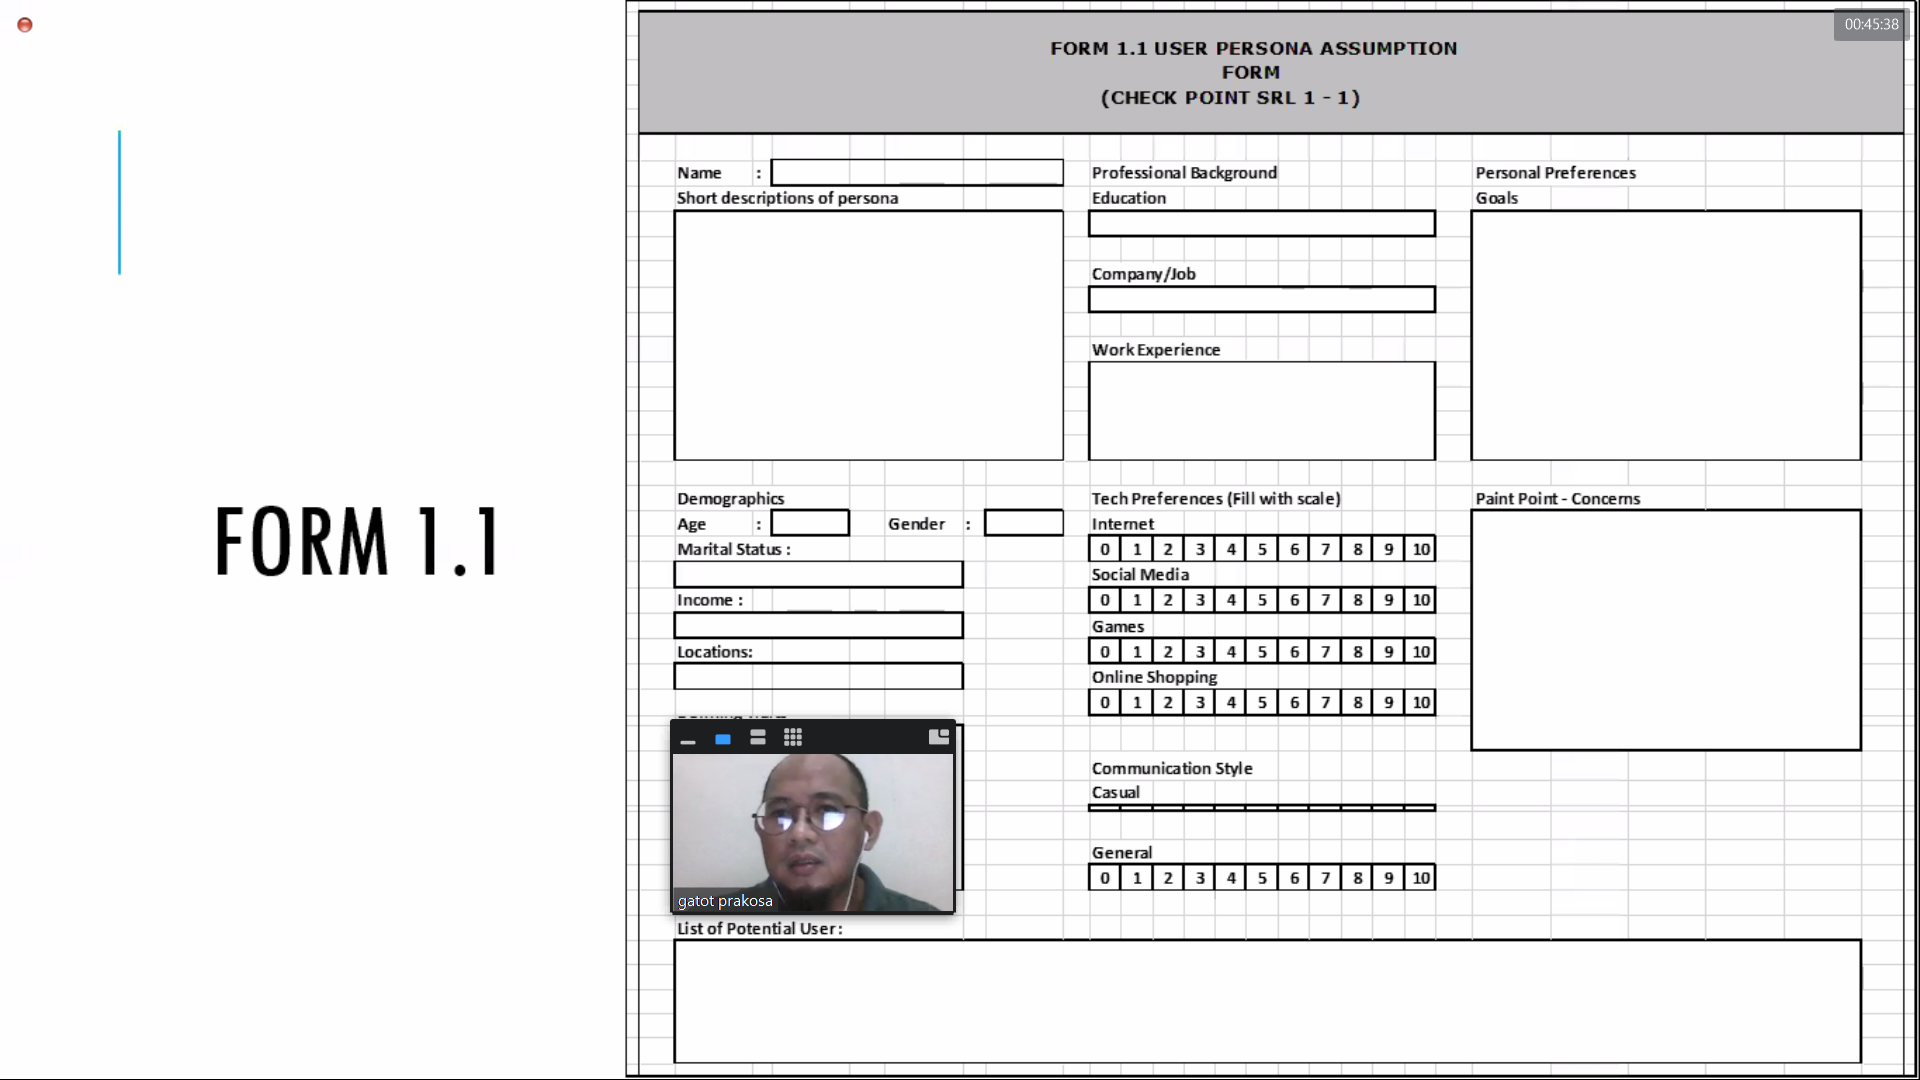 00:45:38
FORM 1.1
FORM 1.1 USER PERSONA ASSUMPTION
FORM
(CHECK POINT SRL 1 - 1)
Name :
Short descriptions of persona
Professional Background
Education
Company/Job
Work Experience
Personal Preferences
Goals
Demographics
Age : Gender :
Marital Status :
Income :
Locations:
Tech Preferences (Fill with scale)
Internet
0 1 2 3 4 5 6 7 8 9 10
Social Media
0 1 2 3 4 5 6 7 8 9 10
Games
0 1 2 3 4 5 6 7 8 9 10
Online Shopping
0 1 2 3 4 5 6 7 8 9 10
Communication Style
Casual
General
0 1 2 3 4 5 6 7 8 9 10
Paint Point - Concerns
gatot prakosa
List of Potential User :